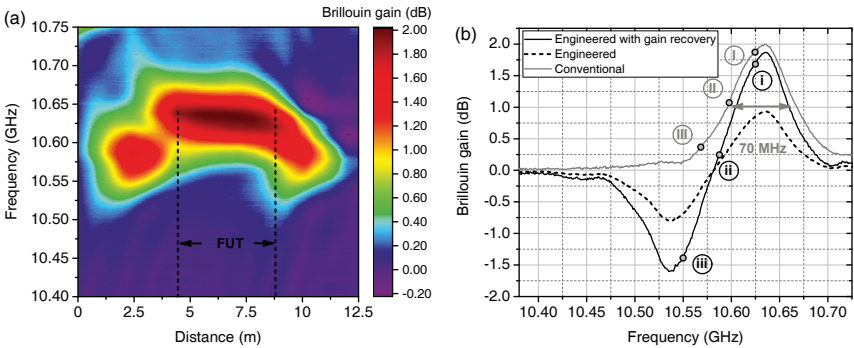 (a)
Brillouin gain (dB)
10.75
10.70
10.65
10.60
10.55
10.50
10.45
10.40
Frequency (GHz)
FUT
0
2.5
5
7.5
10
12.5
Distance (m)
2.00
1.80
1.60
1.40
1.20
1.00
0.80
0.60
0.40
0.20
0.00
-0.20
(b)
Engineered with gain recovery
Engineered
Conventional
2.0
1.5
1.0
0.5
0.0
-0.5
-1.0
-1.5
-2.0
Brillouin gain (dB)
I
II
III
i
ii
iii
70 MHz
10.40
10.45
10.50
10.55
10.60
10.65
10.70
Frequency (GHz)